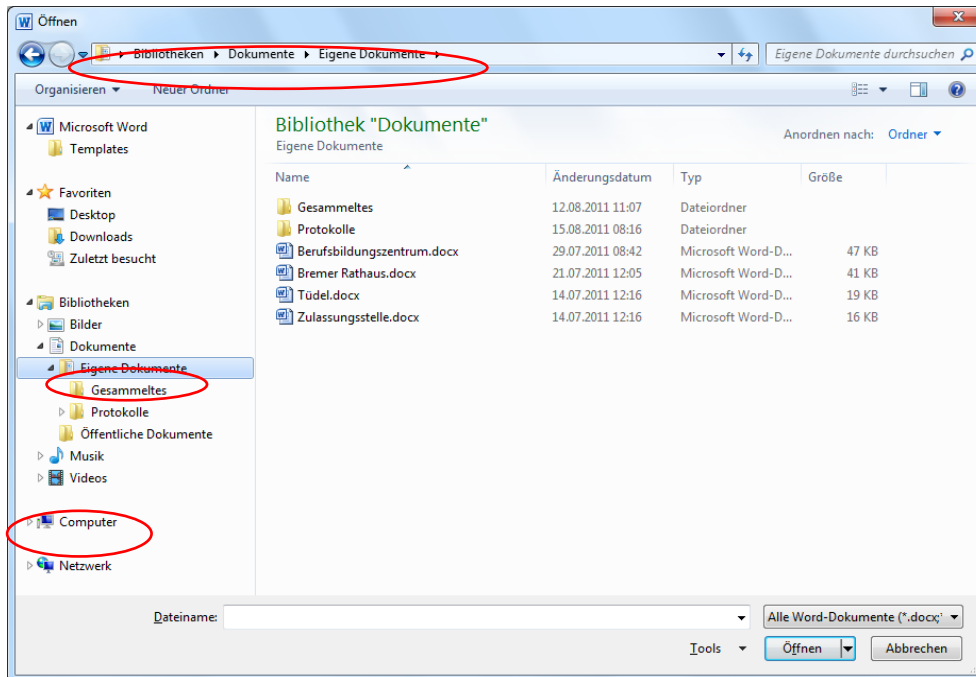 Öffnen
Bibliotheken Dokumente Eigene Dokumente Eigene Dokumente durchsuchen
Organisieren Neuer Ordner
Microsoft Word
Templates
Favoriten
Desktop
Downloads
Zuletzt besucht
Bibliotheken
Bilder
Dokumente
Eigene Dokumente
Gesammeltes
Protokolle
Öffentliche Dokumente
Musik
Videos
Computer
Netzwerk
Bibliothek "Dokumente"
Eigene Dokumente
Anordnen nach: Ordner
Name Änderungsdatum Typ Größe
Gesammeltes 12.08.2011 11:07 Dateiordner
Protokolle 15.08.2011 08:16 Dateiordner
Berufsbildungszentrum.docx 29.07.2011 08:42 Microsoft Word-D... 47 KB
Bremer Rathaus.docx 21.07.2011 12:05 Microsoft Word-D... 41 KB
Tüdel.docx 14.07.2011 12:16 Microsoft Word-D... 19 KB
Zulassungsstelle.docx 14.07.2011 12:16 Microsoft Word-D... 16 KB
Dateiname: Alle Word-Dokumente (*.docx;
Tools Öffnen Abbrechen